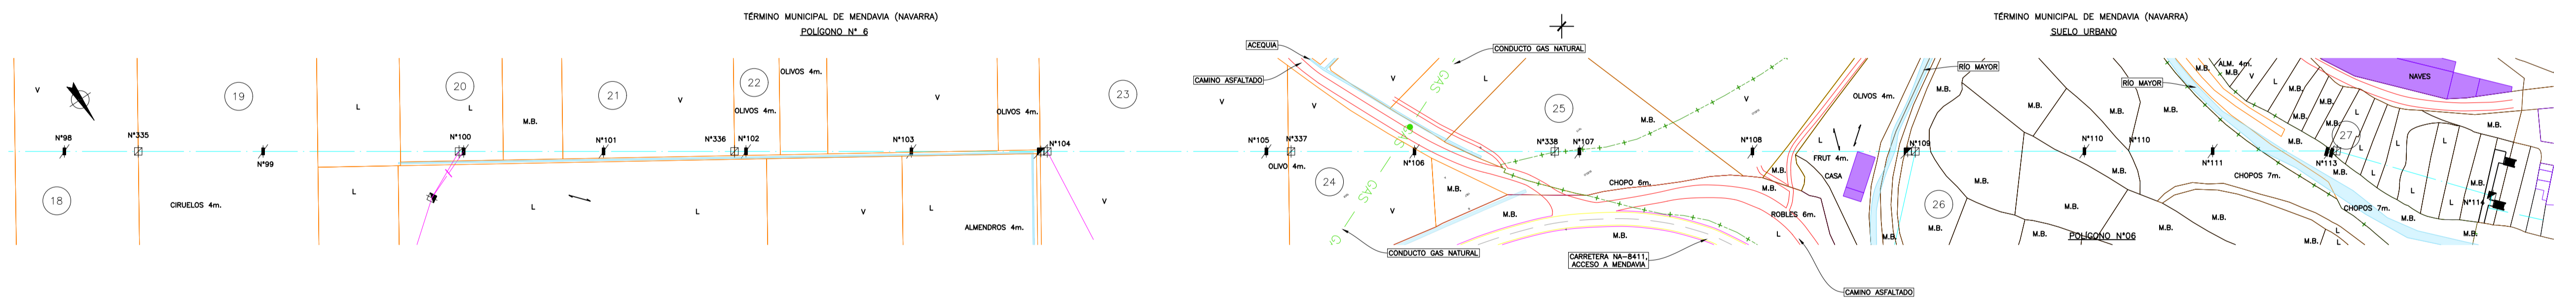 TÉRMINO MUNICIPAL DE MENDAVIA (NAVARRA)
POLÍGONO N° 6
TÉRMINO MUNICIPAL DE MENDAVIA (NAVARRA)
SUELO URBANO
ACEQUIA
CAMINO ASFALTADO
CONDUCTO GAS NATURAL
RÍO MAYOR
RÍO MAYOR
NAVES
V
N°98
18
N°335
CIRUELOS 4m.
19
N°99
L
L
20
L
N°100
M.B.
L
21
N°101
V
L
22
OLIVOS 4m.
OLIVOS 4m.
N°336
N°102
V
V
N°103
L
OLIVOS 4m.
N°104
ALMENDROS 4m.
23
V
V
N°105
N°337
OLIVO 4m.
V
24
V
GAS
GAS
GAS
N°106
L
M.B.
M.B.
25
N°338
N°107
M.B.
V
CHOPO 6m.
N°108
M.B.
M.B.
ROBLES 6m.
L
M.B.
CONDUCTO GAS NATURAL
CARRETERA NA-8411,
ACCESO A MENDAVIA
CAMINO ASFALTADO
OLIVOS 4m.
L
FRUT 4m.
CASA
M.B.
N°109
26
M.B.
M.B.
M.B.
M.B.
N°110
M.B.
N°110
M.B.
M.B.
M.B.
M.B.
M.B.
POLÍGONO N°06
M.B.
N°111
CHOPOS 7m.
M.B.
M.B.
M.B.
ALM. 4m.
V
L
M.B.
L
M.B.
M.B.
M.B.
M.B.
27
N°113
M.B.
L
L
L
L
L
M.B.
M.B.
N°114
CHOPOS 7m.
L
L
M.B.
M.B.